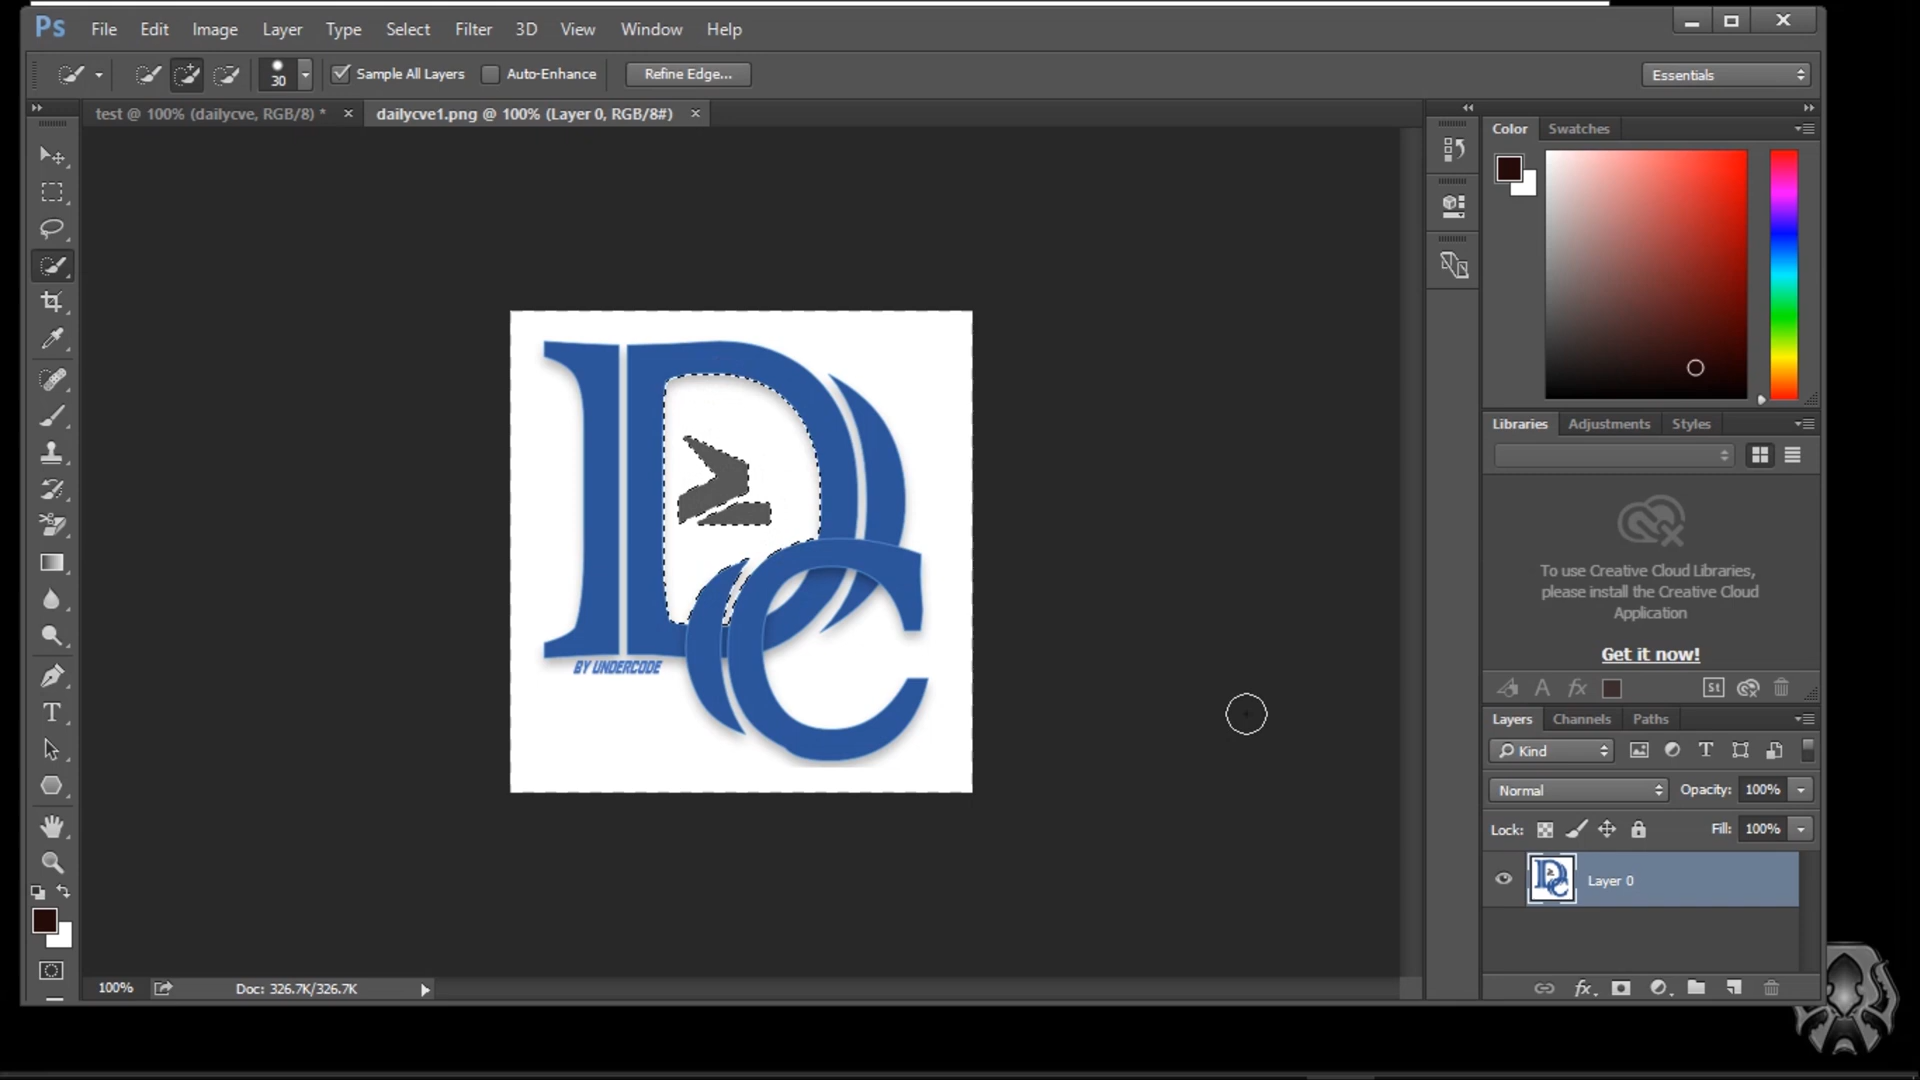 Ps File Edit Image Layer Type Select Filter 3D View Window Help
30 Sample All Layers Auto-Enhance Refine Edge... Essentials
test @ 100% (dailycve, RGB/8) * × dailycve1.png @ 100% (Layer 0, RGB/8#) ×
Color Swatches
DC
BY UNDERCODE
Libraries Adjustments Styles
To use Creative Cloud Libraries,
please install the Creative Cloud
Application
Get it now!
St
Layers Channels Paths
Kind
Normal Opacity: 100%
Lock: Fill: 100%
Layer 0
100% Doc: 326.7K/326.7K